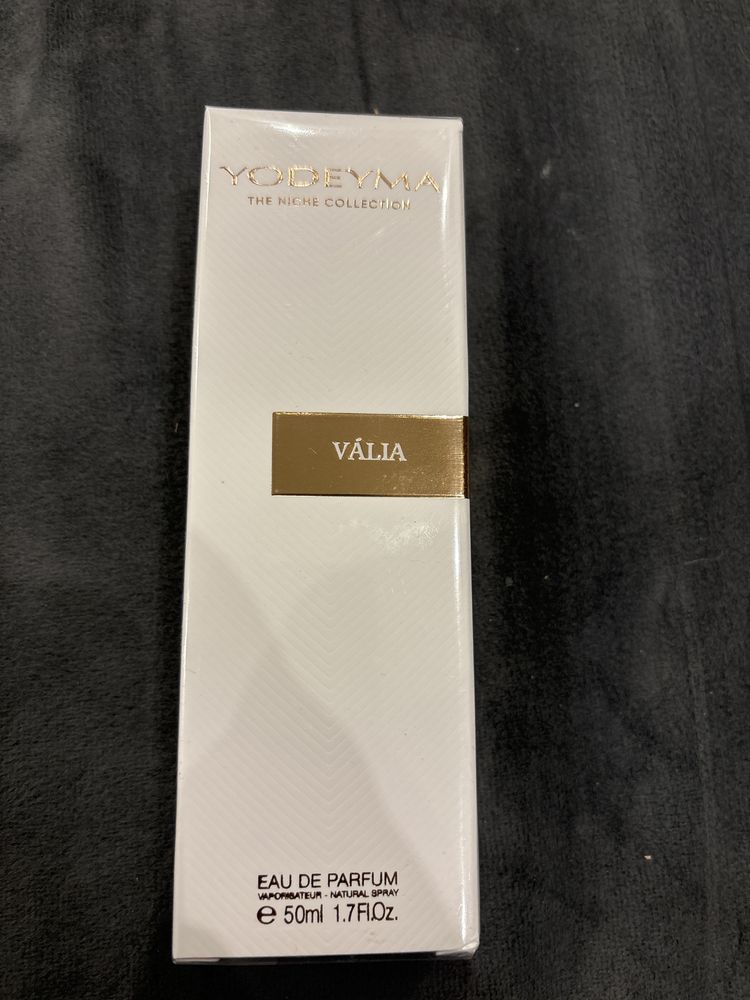 YODEYMA
THE NICHE COLLECTION
VÁLIA
EAU DE PARFUM
VAPORISATEUR - NATURAL SPRAY
e 50ml 1.7Fl.Oz.